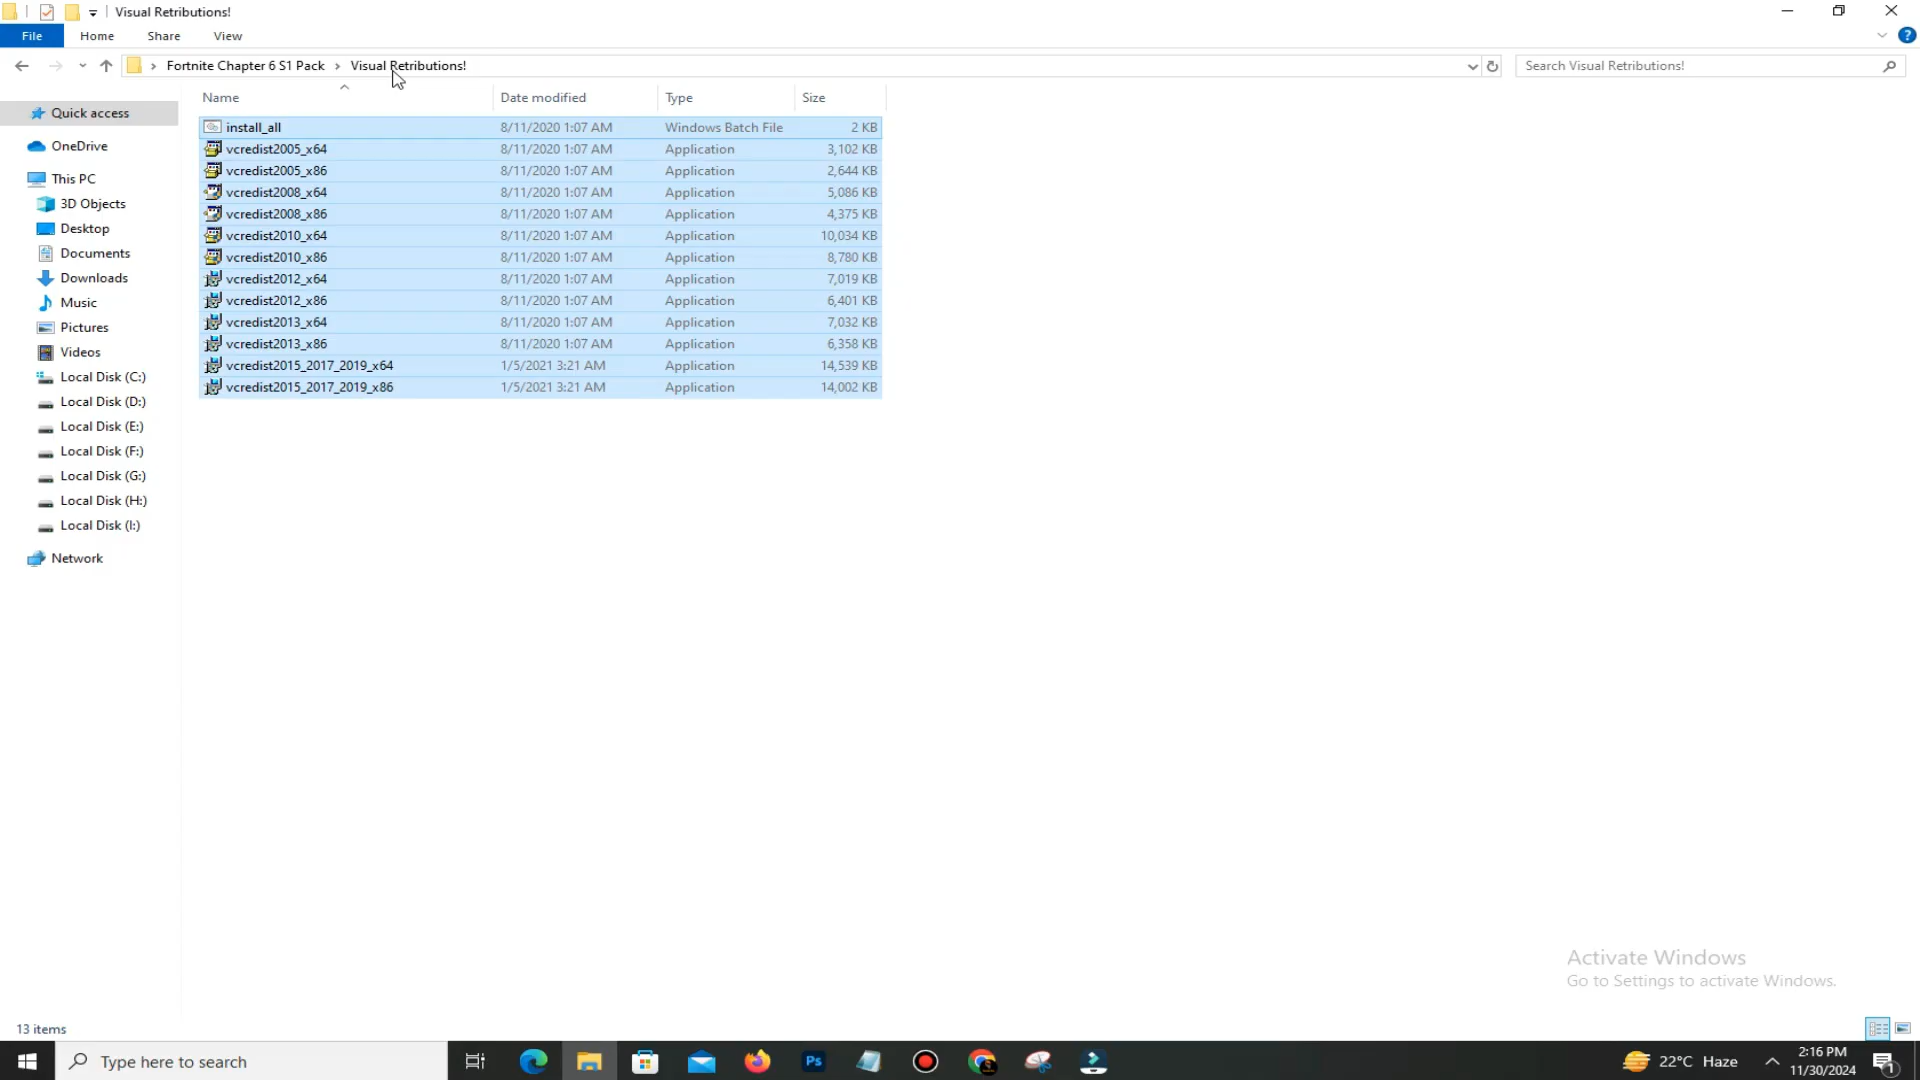 Visual Retributions!
File Home Share View
Fortnite Chapter 6 S1 Pack Visual Retributions! Search Visual Retributions!
Name Date modified Type Size
install_all 8/11/2020 1:07 AM Windows Batch File 2 KB
vcredist2005_x64 8/11/2020 1:07 AM Application 3,102 KB
vcredist2005_x86 8/11/2020 1:07 AM Application 2,644 KB
vcredist2008_x64 8/11/2020 1:07 AM Application 5,086 KB
vcredist2008_x86 8/11/2020 1:07 AM Application 4,375 KB
vcredist2010_x64 8/11/2020 1:07 AM Application 10,034 KB
vcredist2010_x86 8/11/2020 1:07 AM Application 8,780 KB
vcredist2012_x64 8/11/2020 1:07 AM Application 7,019 KB
vcredist2012_x86 8/11/2020 1:07 AM Application 6,401 KB
vcredist2013_x64 8/11/2020 1:07 AM Application 7,032 KB
vcredist2013_x86 8/11/2020 1:07 AM Application 6,358 KB
vcredist2015_2017_2019_x64 1/5/2021 3:21 AM Application 14,539 KB
vcredist2015_2017_2019_x86 1/5/2021 3:21 AM Application 14,002 KB
Quick access
OneDrive
This PC
3D Objects
Desktop
Documents
Downloads
Music
Pictures
Videos
Local Disk (C:)
Local Disk (D:)
Local Disk (E:)
Local Disk (F:)
Local Disk (G:)
Local Disk (H:)
Local Disk (I:)
Network
Activate Windows
Go to Settings to activate Windows.
13 items
Type here to search
Ps
22°C Haze
2:16 PM
11/30/2024
1